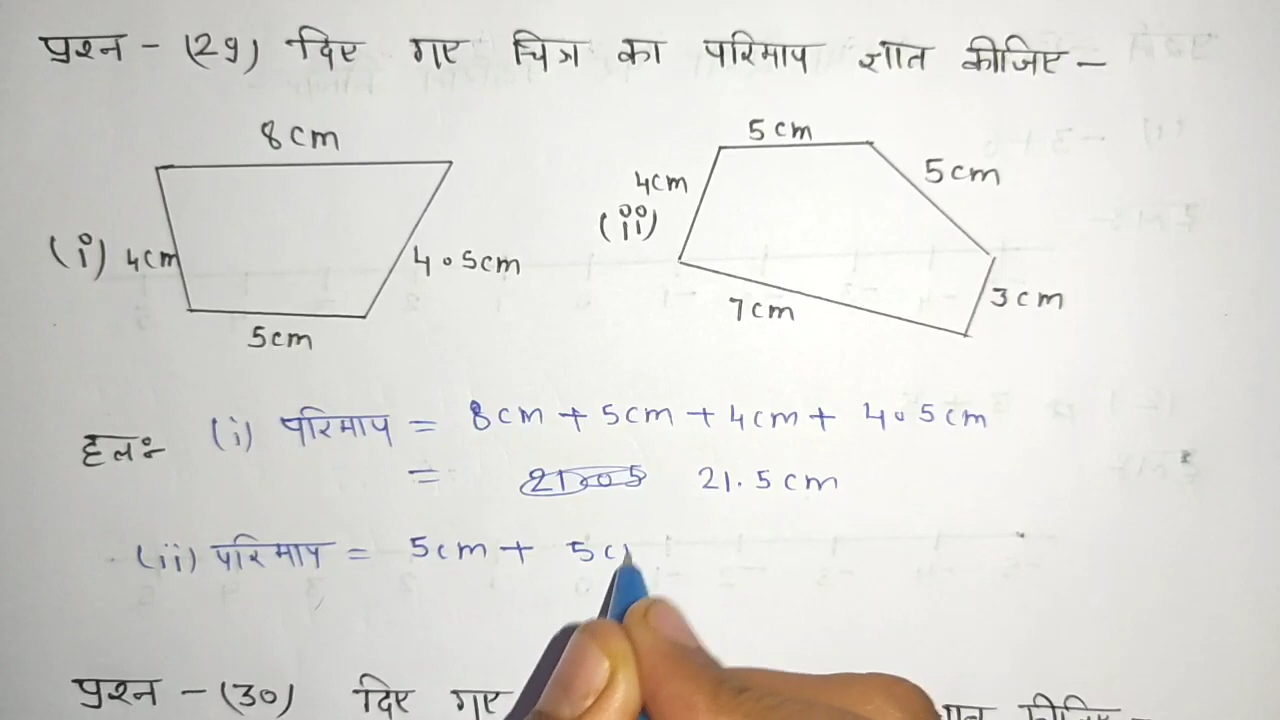 प्रश्न - (29) दिए गए चित्र का परिमाप ज्ञात कीजिए -
8cm
(i) 4cm
4.5cm
5cm
5cm
4cm
5cm
(ii)
3cm
7cm
हलः- (i) परिमाप = 8cm + 5cm + 4cm + 4.5cm
= 21.5cm
(ii) परिमाप = 5cm + 5c
प्रश्न - (30) दिए गए